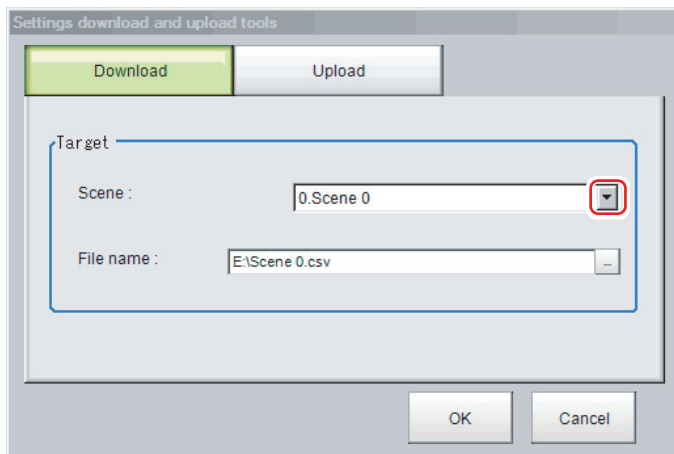 Settings download and upload tools
Download Upload
Target
Scene : 0.Scene 0
File name : E:\Scene 0.csv ...
OK Cancel